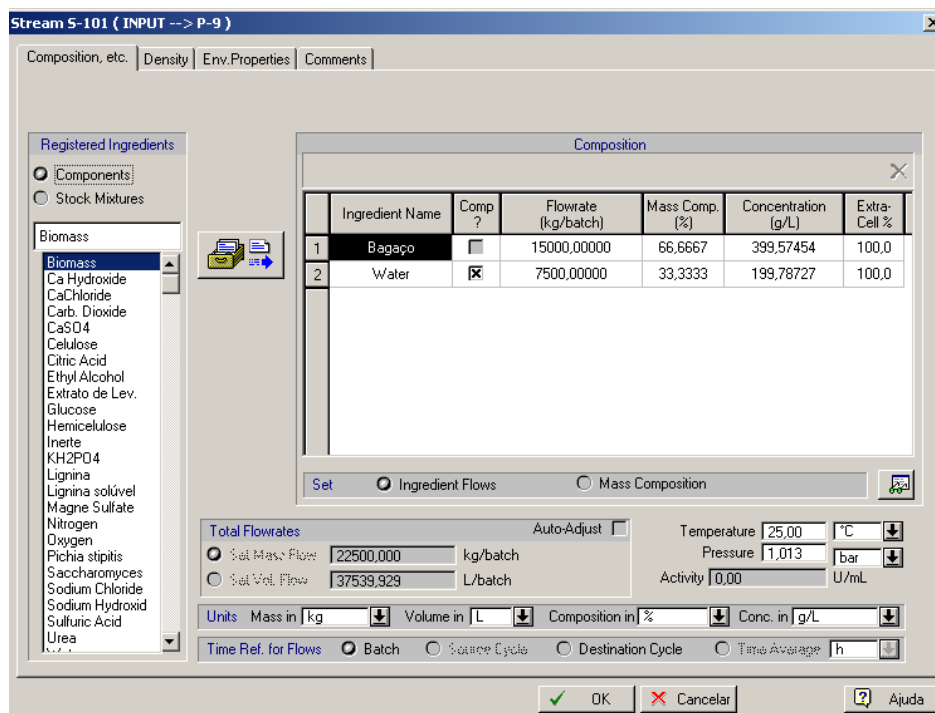 Stream S-101 ( INPUT --> P-9 )
Composition, etc. Density Env.Properties Comments
Registered Ingredients
Components
Stock Mixtures
Biomass
Biomass
Ca Hydroxide
CaChloride
Carb. Dioxide
CaSO4
Celulose
Citric Acid
Ethyl Alcohol
Extrato de Lev.
Glucose
Hemicelulose
Inerte
KH2PO4
Lignina
Lignina solúvel
Magne Sulfate
Nitrogen
Oxygen
Pichia stipitis
Saccharomyces
Sodium Chloride
Sodium Hydroxid
Sulfuric Acid
Urea
Composition
Ingredient Name Comp ? Flowrate (kg/batch) Mass Comp. (%) Concentration (g/L) Extra-Cell %
1 Bagaço 15000,00000 66,6667 399,57454 100,0
2 Water 7500,00000 33,3333 199,78727 100,0
Set Ingredient Flows Mass Composition
Total Flowrates Auto-Adjust
Set Mass Flow 22500,000 kg/batch
Set Vol. Flow 37539,929 L/batch
Temperature 25,00 °C
Pressure 1,013 bar
Activity 0,00 U/mL
Units Mass in kg Volume in L Composition in % Conc. in g/L
Time Ref. for Flows Batch Source Cycle Destination Cycle Time Average h
OK Cancelar Ajuda